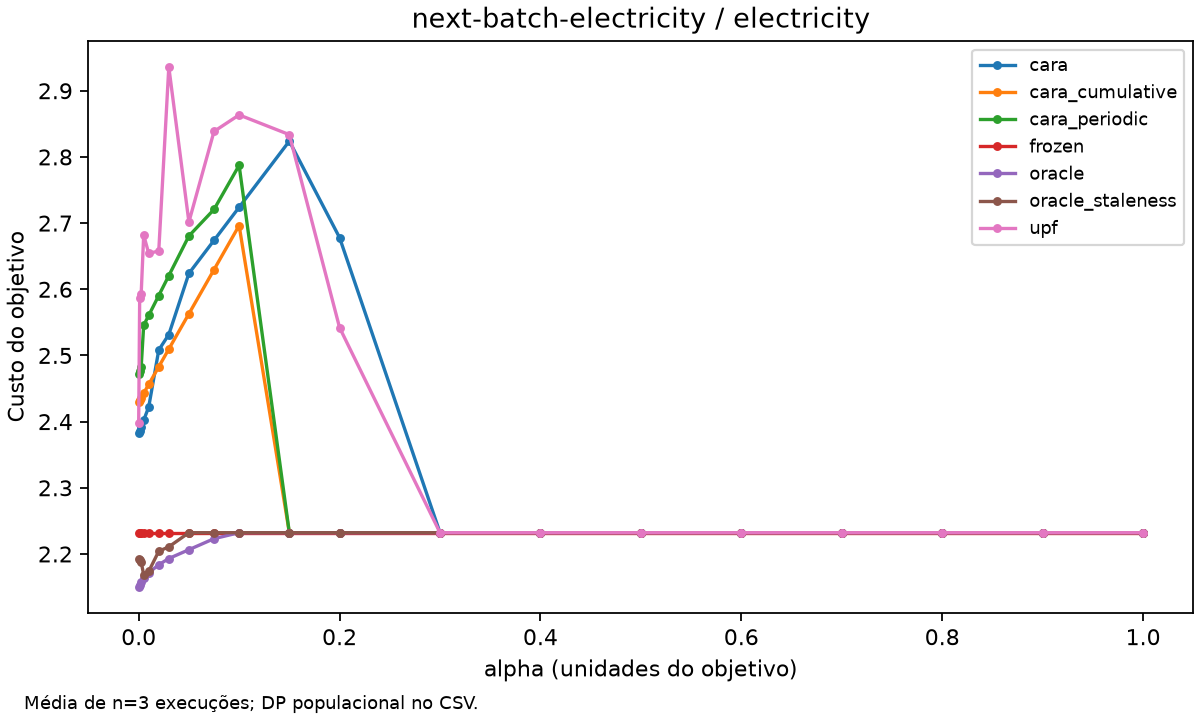 next-batch-electricity / electricity
Custo do objetivo
2.9
2.8
2.7
2.6
2.5
2.4
2.3
2.2
cara
cara_cumulative
cara_periodic
frozen
oracle
oracle_staleness
upf
0.0 0.2 0.4 0.6 0.8 1.0
alpha (unidades do objetivo)
Média de n=3 execuções; DP populacional no CSV.